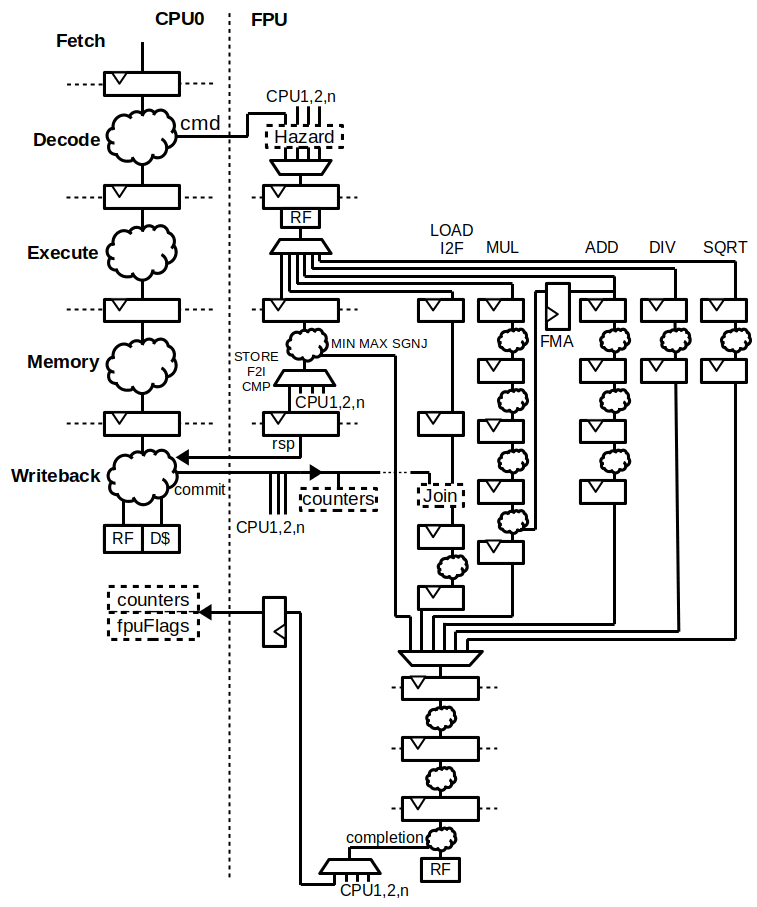 CPU0
FPU
Fetch
CPU1,2,n
cmd
Decode
Hazard
RF
LOAD
I2F
MUL
ADD
DIV
SQRT
Execute
FMA
MIN MAX SGNJ
STORE
F2I
CMP
Memory
CPU1,2,n
rsp
Writeback
commit
counters
Join
CPU1,2,n
RF
D$
counters
fpuFlags
completion
RF
CPU1,2,n